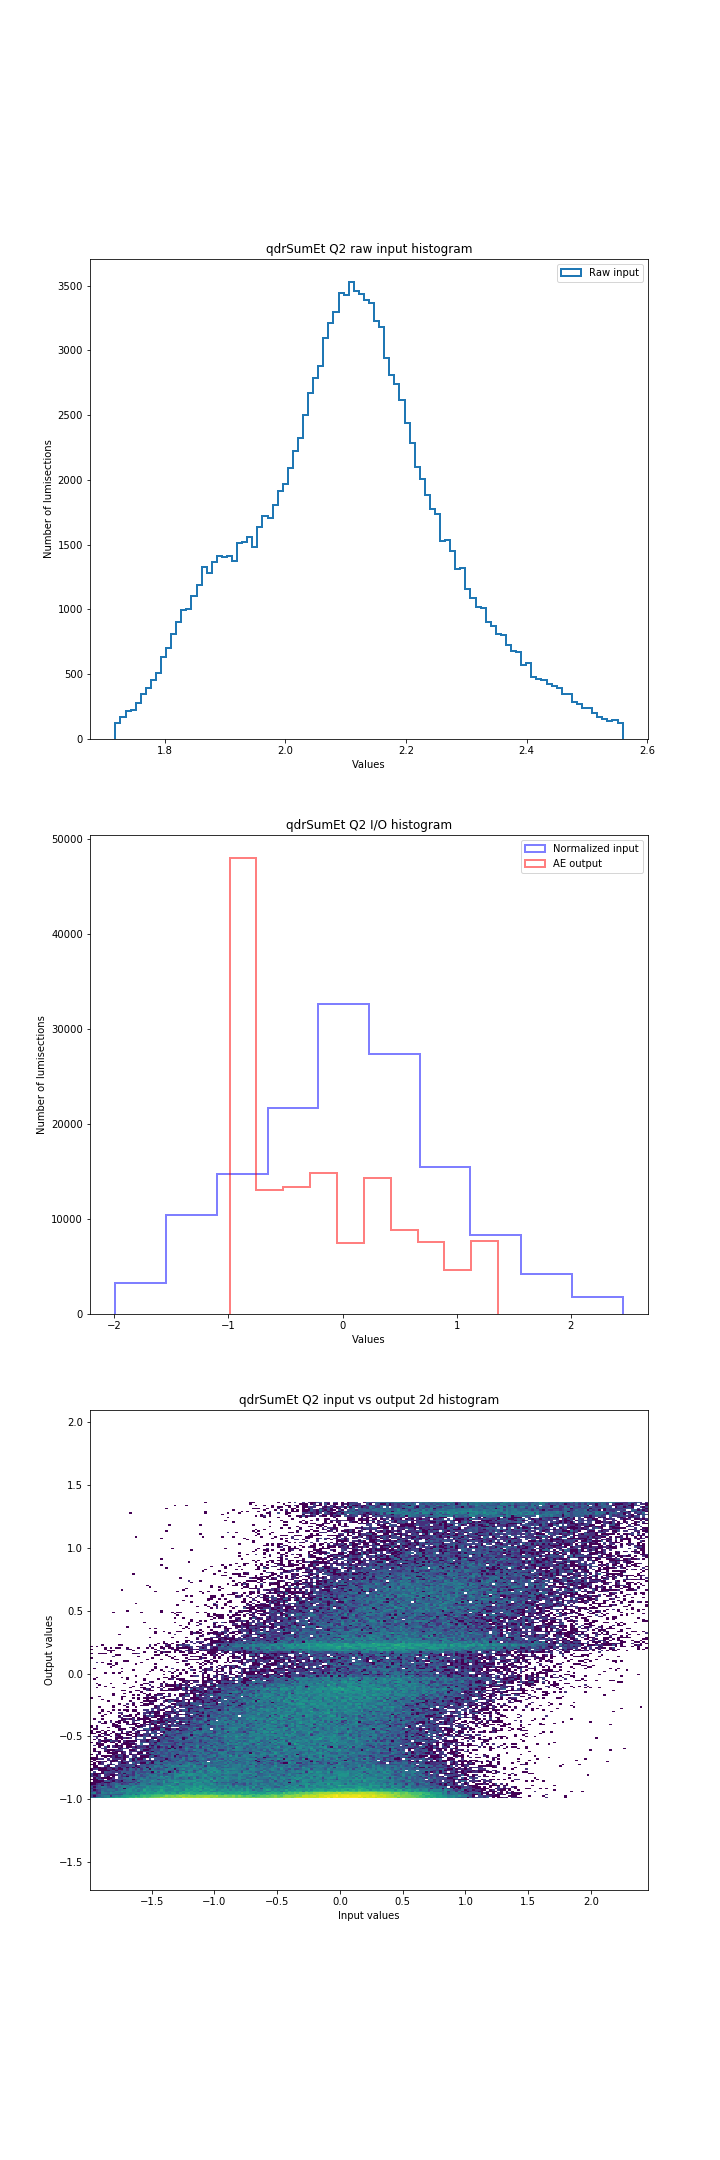 qdrSumEt Q2 raw input histogram
Raw input
3500
3000
2500
2000
1500
1000
500
0
Number of lumisections
1.8 2.0 2.2 2.4 2.6
Values
qdrSumEt Q2 I/O histogram
Normalized input
AE output
50000
40000
30000
20000
10000
0
Number of lumisections
−2 −1 0 1 2
Values
qdrSumEt Q2 input vs output 2d histogram
2.0
1.5
1.0
0.5
0.0
−0.5
−1.0
−1.5
Output values
−1.5 −1.0 −0.5 0.0 0.5 1.0 1.5 2.0
Input values